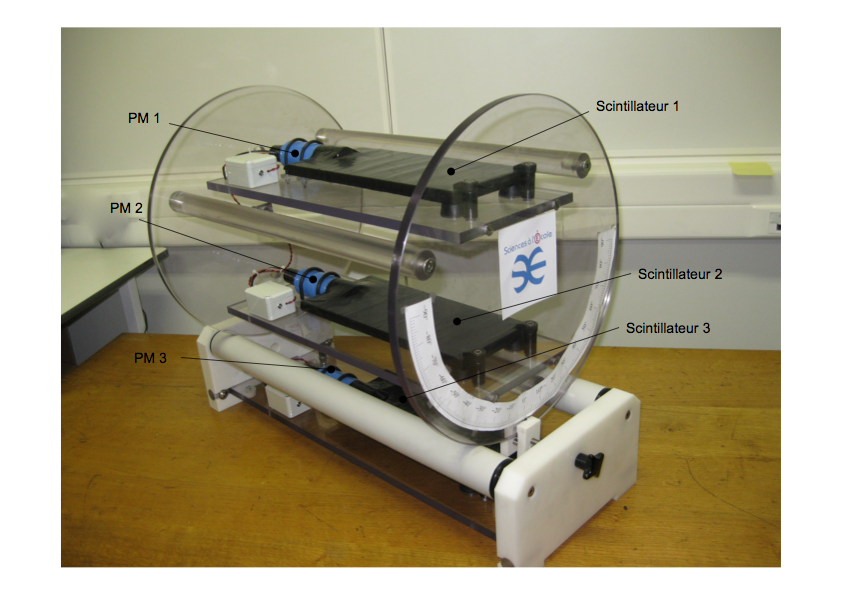 PM 1
Scintillateur 1
PM 2
Sciences à l'École
Scintillateur 2
Scintillateur 3
PM 3